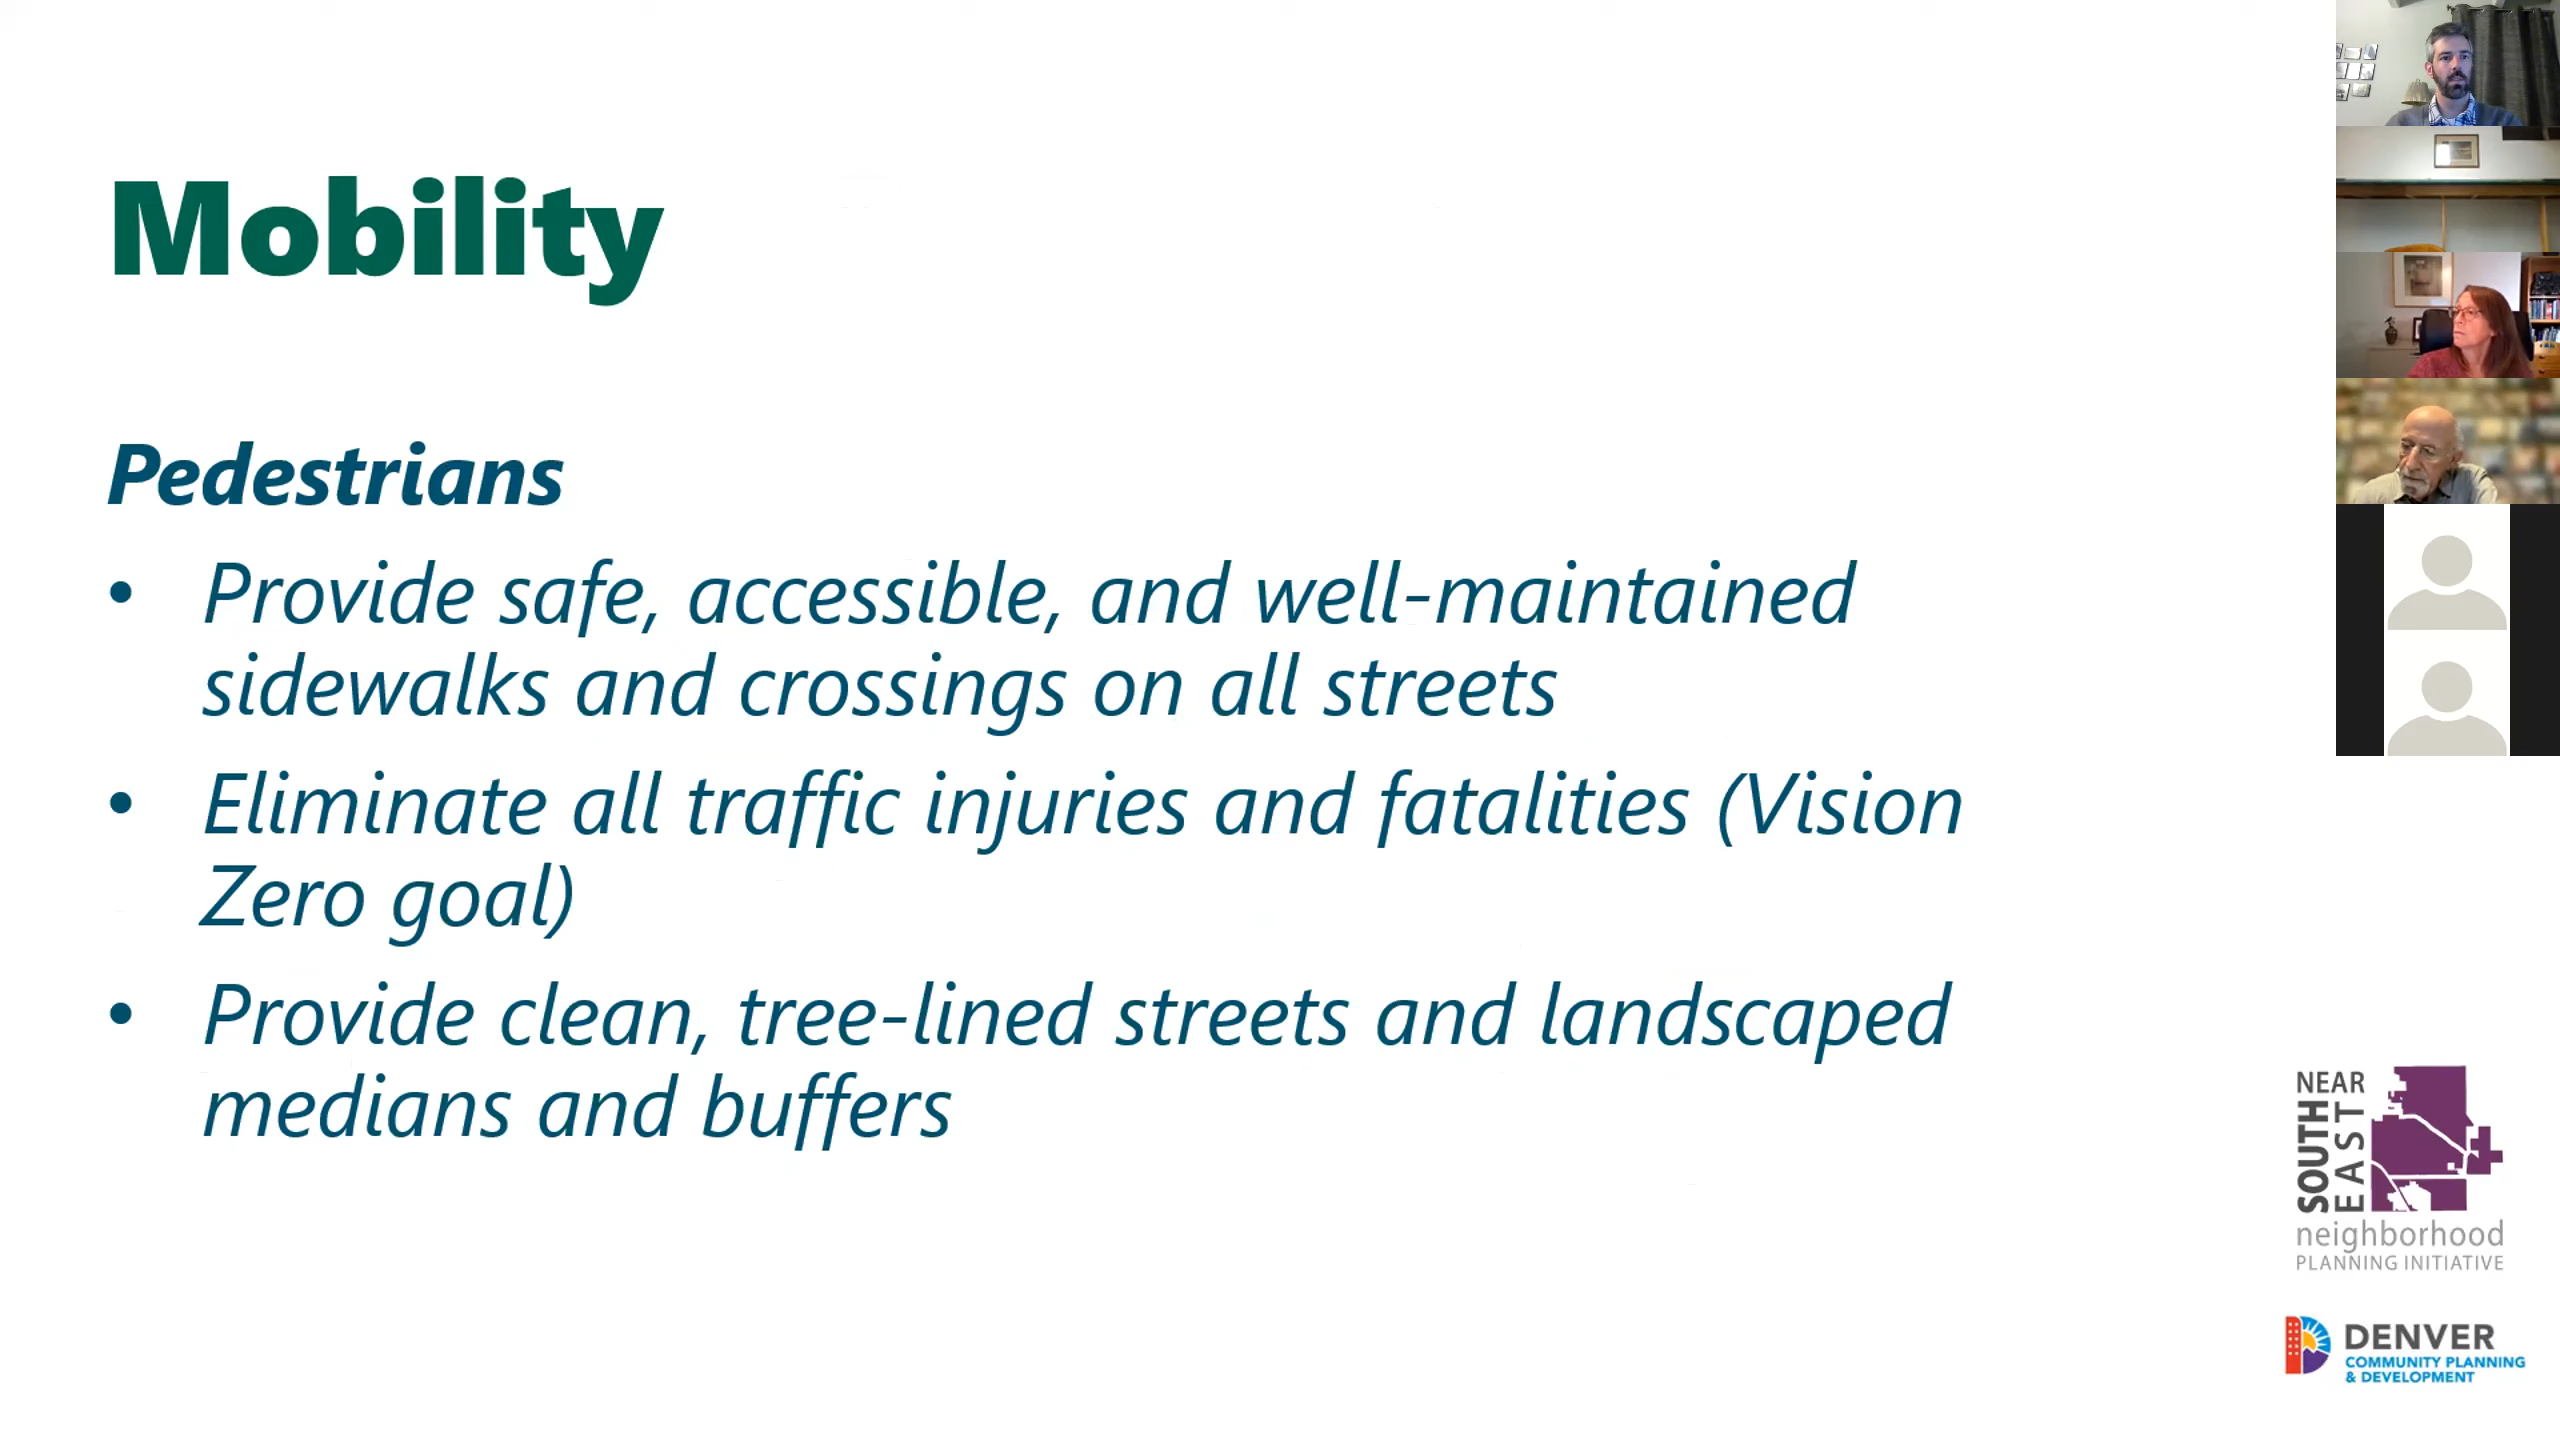 Mobility
Pedestrians
• Provide safe, accessible, and well-maintained
sidewalks and crossings on all streets
• Eliminate all traffic injuries and fatalities (Vision
Zero goal)
• Provide clean, tree-lined streets and landscaped
medians and buffers
NEAR
SOUTH
EAST
neighborhood
PLANNING INITIATIVE
DENVER
COMMUNITY PLANNING
& DEVELOPMENT